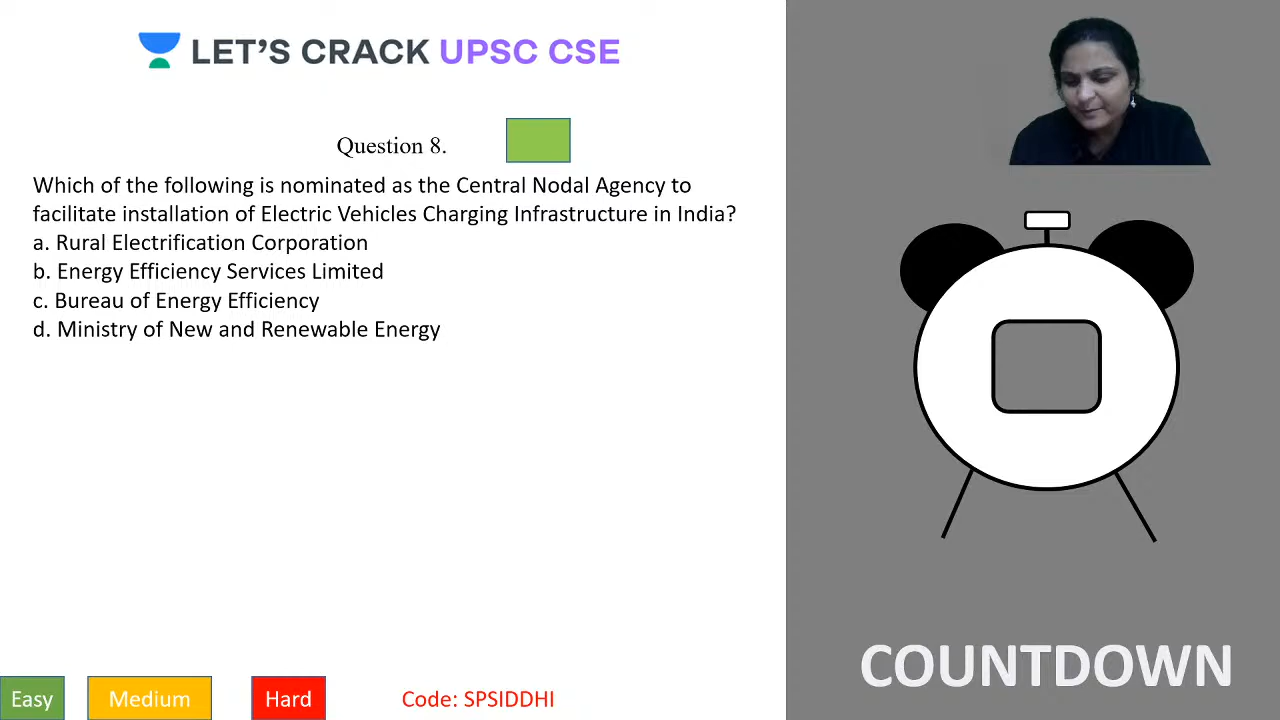 LET'S CRACK UPSC CSE
Question 8.
Which of the following is nominated as the Central Nodal Agency to
facilitate installation of Electric Vehicles Charging Infrastructure in India?
a. Rural Electrification Corporation
b. Energy Efficiency Services Limited
c. Bureau of Energy Efficiency
d. Ministry of New and Renewable Energy
COUNTDOWN
Easy Medium Hard Code: SPSIDDHI